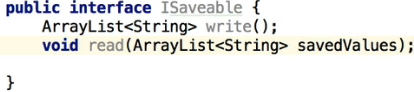 public interface ISaveable {
    ArrayList<String> write();
    void read(ArrayList<String> savedValues);
}